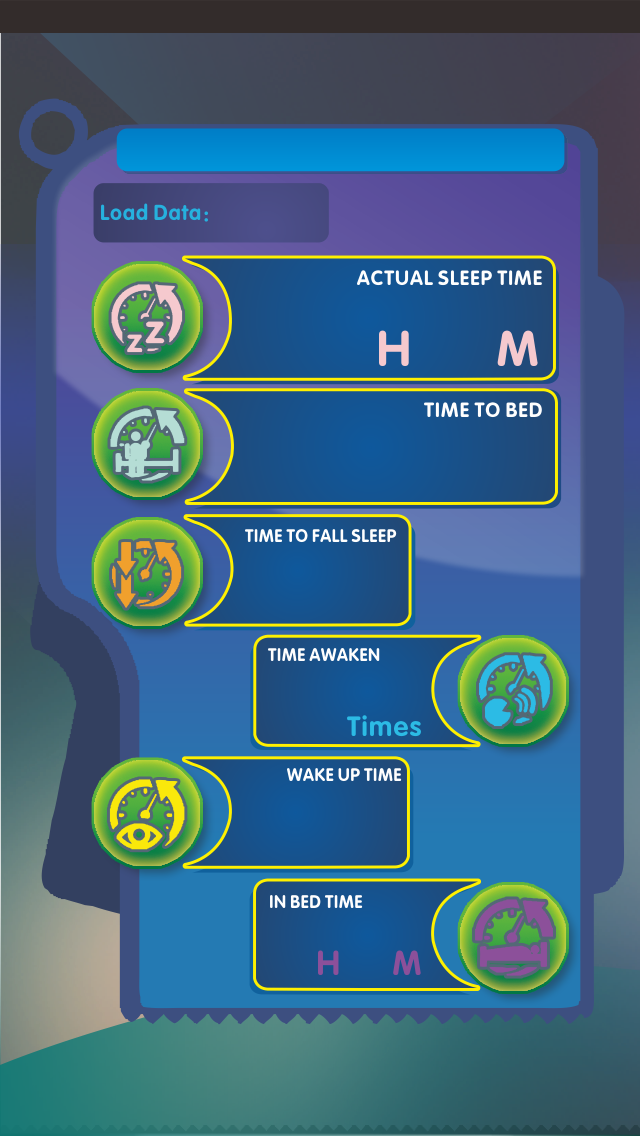 Load Data:
ACTUAL SLEEP TIME
H M
TIME TO BED
TIME TO FALL SLEEP
TIME AWAKEN
Times
WAKE UP TIME
IN BED TIME
H M